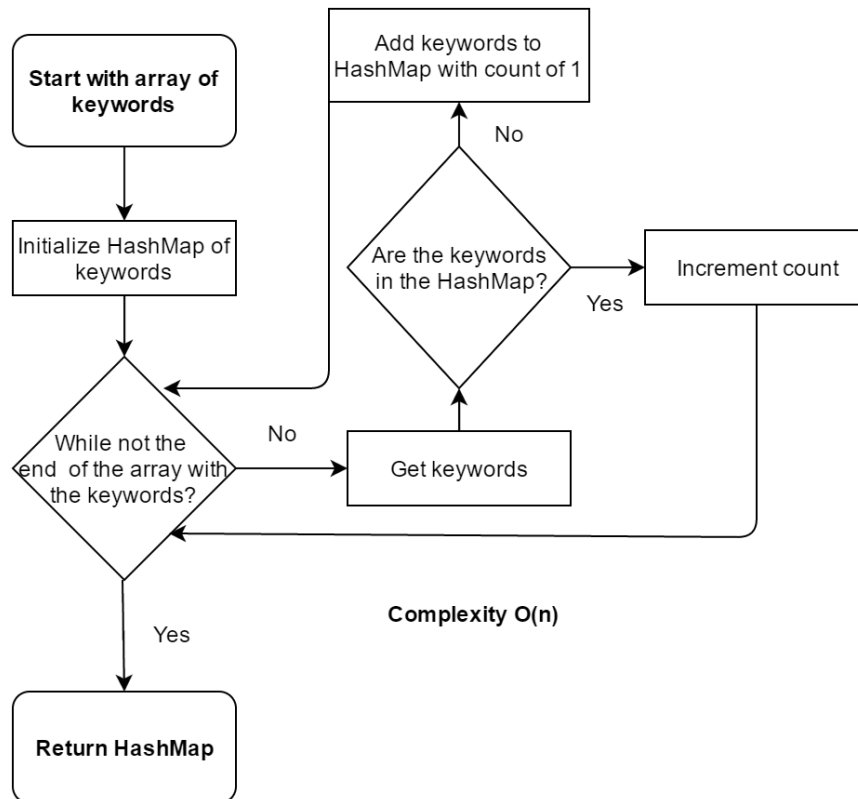 Start with array of
keywords
Initialize HashMap of
keywords
While not the
end of the array with
the keywords?
No
Get keywords
Are the keywords
in the HashMap?
No
Add keywords to
HashMap with count of 1
Yes
Increment count
Yes
Return HashMap
Complexity O(n)